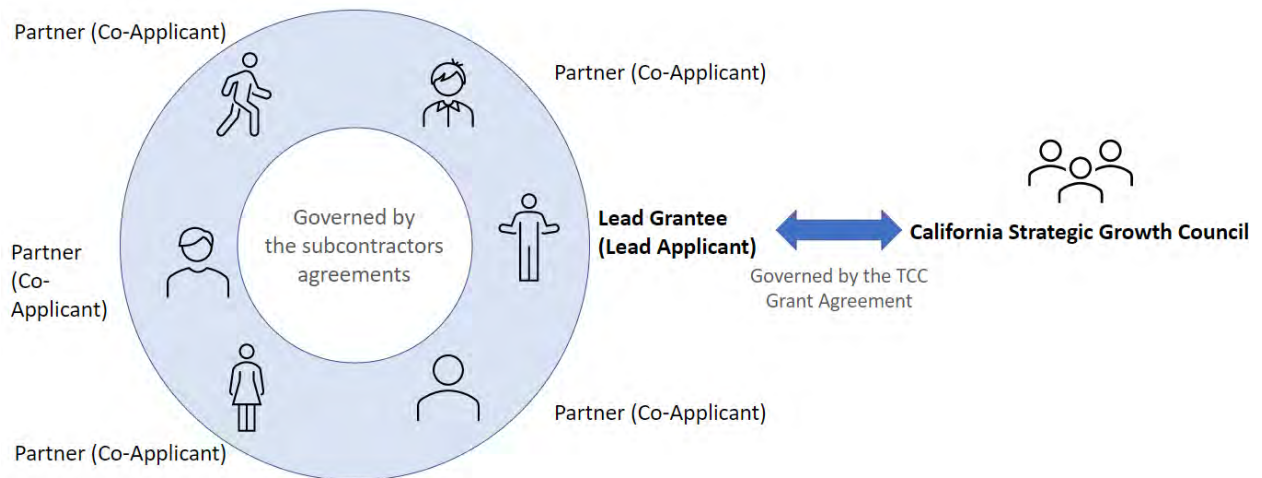 Partner (Co-Applicant)
Partner (Co-Applicant)
Governed by
the subcontractors
agreements
Lead Grantee
(Lead Applicant)
California Strategic Growth Council
Governed by the TCC
Grant Agreement
Partner
(Co-
Applicant)
Partner (Co-Applicant)
Partner (Co-Applicant)